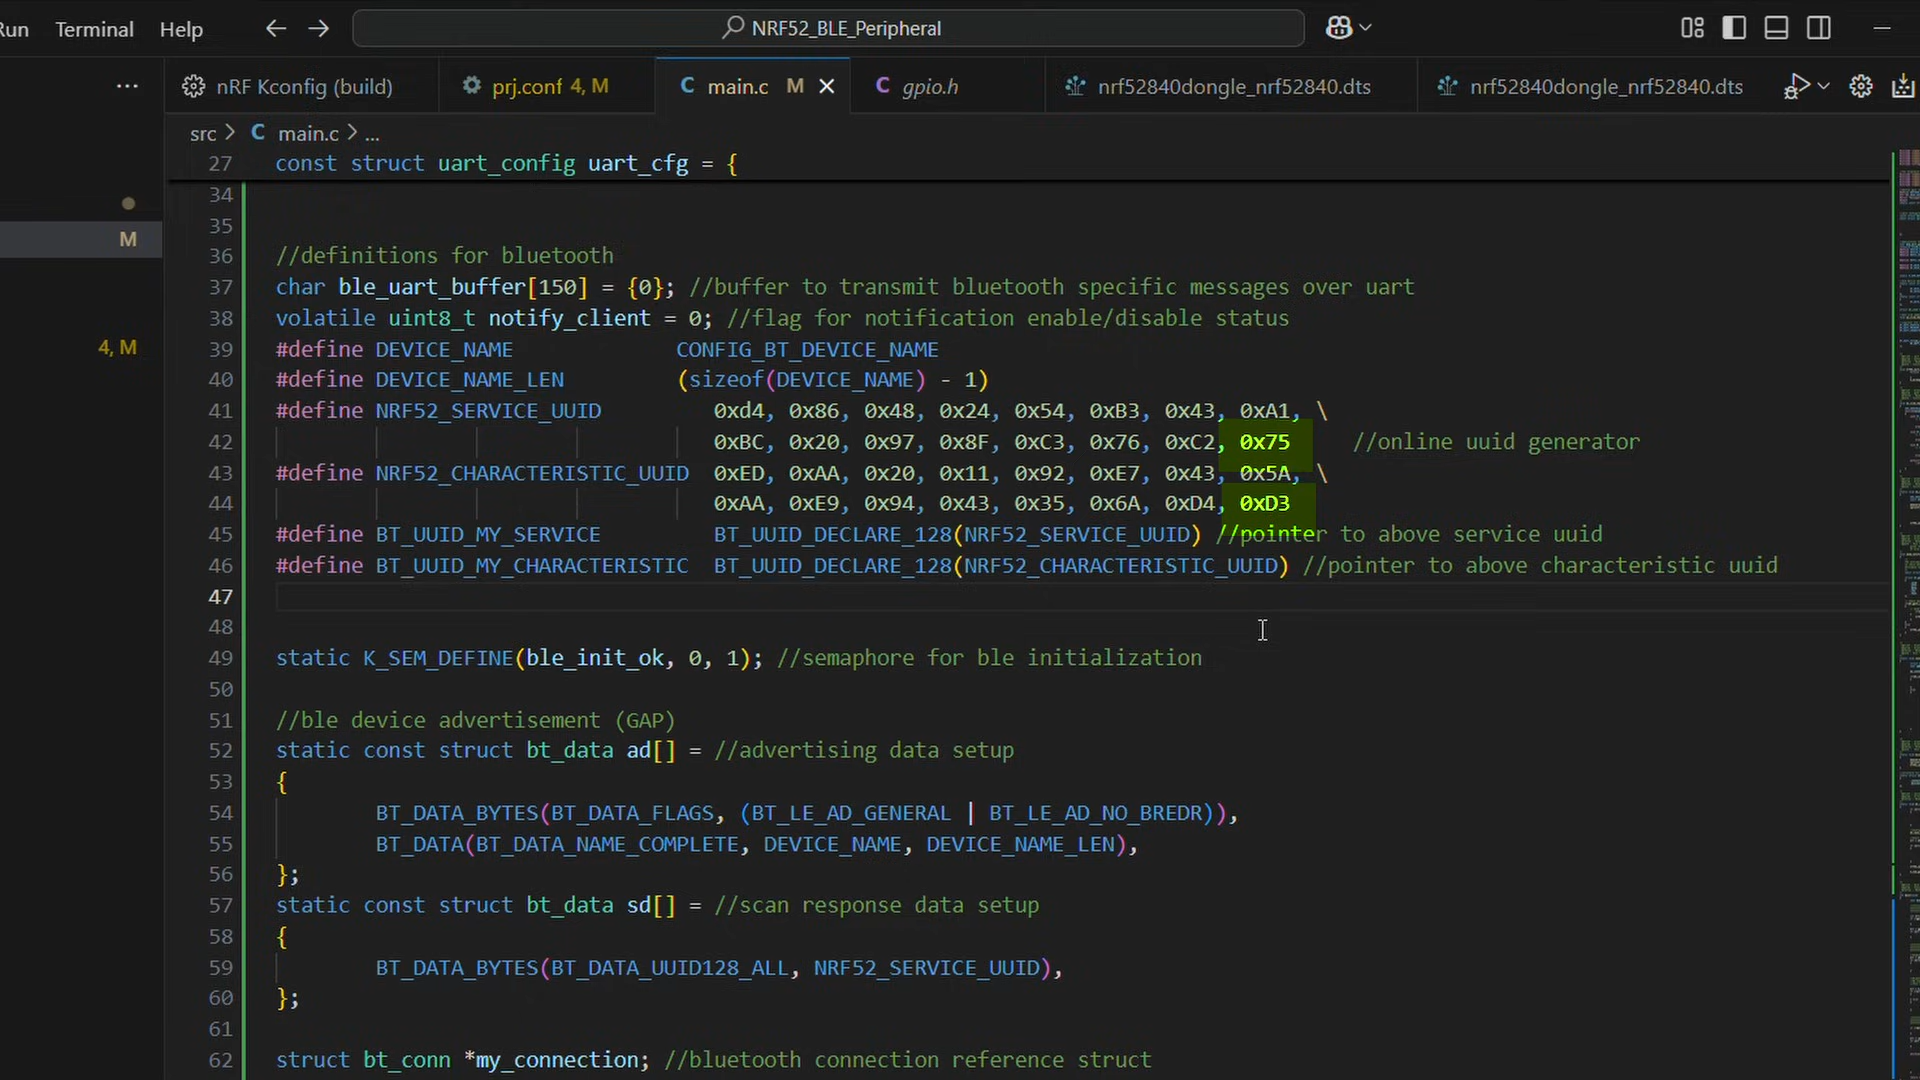 Run Terminal Help NRF52_BLE_Peripheral
nRF Kconfig (build) prj.conf 4, M main.c M gpio.h nrf52840dongle_nrf52840.dts nrf52840dongle_nrf52840.dts
src > C main.c > ...
27 const struct uart_config uart_cfg = {
34
35
M
36 //definitions for bluetooth
37 char ble_uart_buffer[150] = {0}; //buffer to transmit bluetooth specific messages over uart
38 volatile uint8_t notify_client = 0; //flag for notification enable/disable status
4, M
39 #define DEVICE_NAME CONFIG_BT_DEVICE_NAME
40 #define DEVICE_NAME_LEN (sizeof(DEVICE_NAME) - 1)
41 #define NRF52_SERVICE_UUID 0xd4, 0x86, 0x48, 0x24, 0x54, 0xB3, 0x43, 0xA1, \
42 0xBC, 0x20, 0x97, 0x8F, 0xC3, 0x76, 0xC2, 0x75 //online uuid generator
43 #define NRF52_CHARACTERISTIC_UUID 0xED, 0xAA, 0x20, 0x11, 0x92, 0xE7, 0x43, 0x5A, \
44 0xAA, 0xE9, 0x94, 0x43, 0x35, 0x6A, 0xD4, 0xD3
45 #define BT_UUID_MY_SERVICE BT_UUID_DECLARE_128(NRF52_SERVICE_UUID) //pointer to above service uuid
46 #define BT_UUID_MY_CHARACTERISTIC BT_UUID_DECLARE_128(NRF52_CHARACTERISTIC_UUID) //pointer to above characteristic uuid
47
48
49 static K_SEM_DEFINE(ble_init_ok, 0, 1); //semaphore for ble initialization
50
51 //ble device advertisement (GAP)
52 static const struct bt_data ad[] = //advertising data setup
53 {
54 BT_DATA_BYTES(BT_DATA_FLAGS, (BT_LE_AD_GENERAL | BT_LE_AD_NO_BREDR)),
55 BT_DATA(BT_DATA_NAME_COMPLETE, DEVICE_NAME, DEVICE_NAME_LEN),
56 };
57 static const struct bt_data sd[] = //scan response data setup
58 {
59 BT_DATA_BYTES(BT_DATA_UUID128_ALL, NRF52_SERVICE_UUID),
60 };
61
62 struct bt_conn *my_connection; //bluetooth connection reference struct